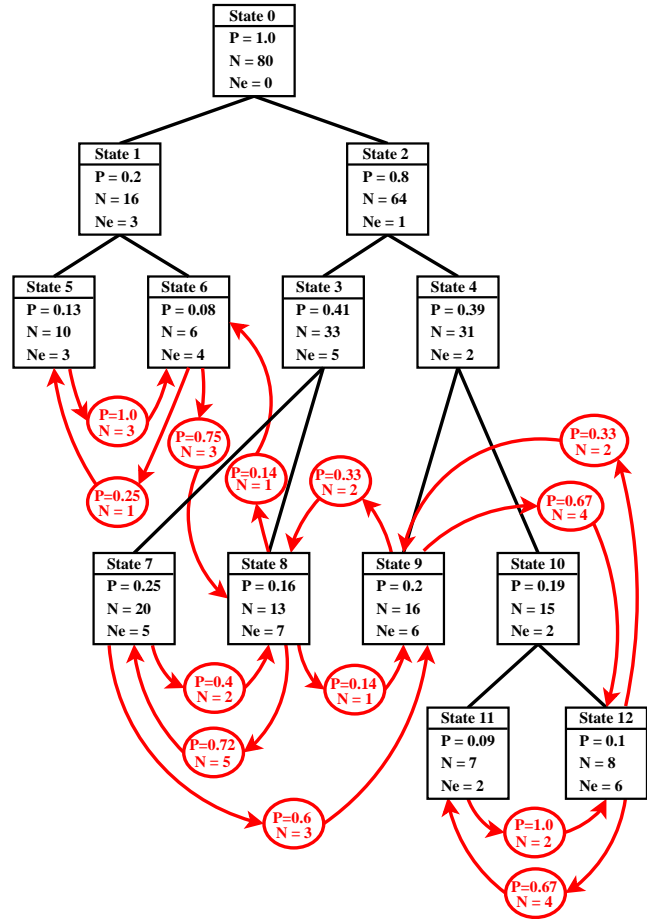 State 0
P = 1.0
N = 80
Ne = 0
State 1
P = 0.2
N = 16
Ne = 3
State 2
P = 0.8
N = 64
Ne = 1
State 5
P = 0.13
N = 10
Ne = 3
State 6
P = 0.08
N = 6
Ne = 4
State 3
P = 0.41
N = 33
Ne = 5
State 4
P = 0.39
N = 31
Ne = 2
P=1.0
N = 3
P=0.75
N = 3
P=0.25
N = 1
P=0.14
N = 1
P=0.33
N = 2
P=0.33
N = 2
P=0.67
N = 4
State 7
P = 0.25
N = 20
Ne = 5
State 8
P = 0.16
N = 13
Ne = 7
State 9
P = 0.2
N = 16
Ne = 6
State 10
P = 0.19
N = 15
Ne = 2
P=0.4
N = 2
P=0.14
N = 1
P=0.72
N = 5
P=0.6
N = 3
State 11
P = 0.09
N = 7
Ne = 2
State 12
P = 0.1
N = 8
Ne = 6
P=1.0
N = 2
P=0.67
N = 4